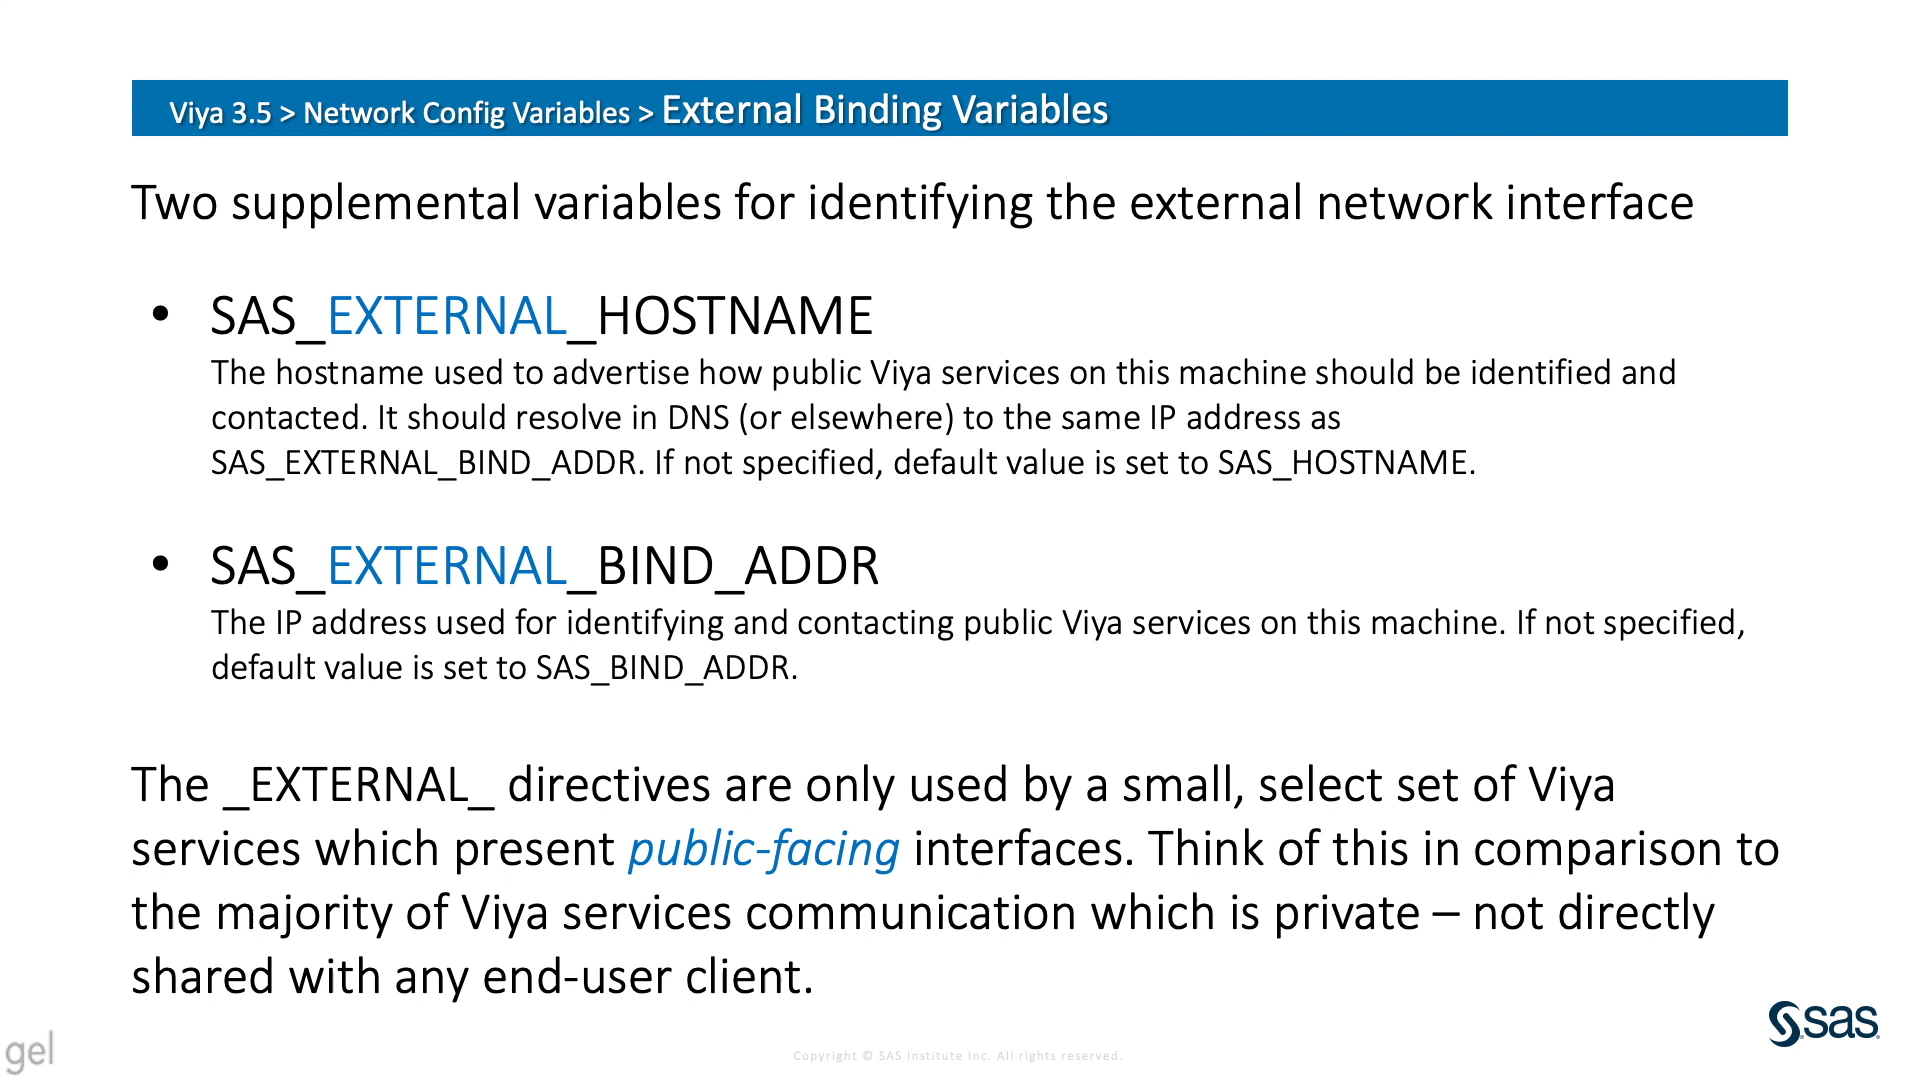 Viya 3.5 > Network Config Variables > External Binding Variables
Two supplemental variables for identifying the external network interface
• SAS_EXTERNAL_HOSTNAME
The hostname used to advertise how public Viya services on this machine should be identified and
contacted. It should resolve in DNS (or elsewhere) to the same IP address as
SAS_EXTERNAL_BIND_ADDR. If not specified, default value is set to SAS_HOSTNAME.
• SAS_EXTERNAL_BIND_ADDR
The IP address used for identifying and contacting public Viya services on this machine. If not specified,
default value is set to SAS_BIND_ADDR.
The _EXTERNAL_ directives are only used by a small, select set of Viya
services which present public-facing interfaces. Think of this in comparison to
the majority of Viya services communication which is private – not directly
shared with any end-user client.
sas
gel
Copyright © SAS Institute Inc. All rights reserved.